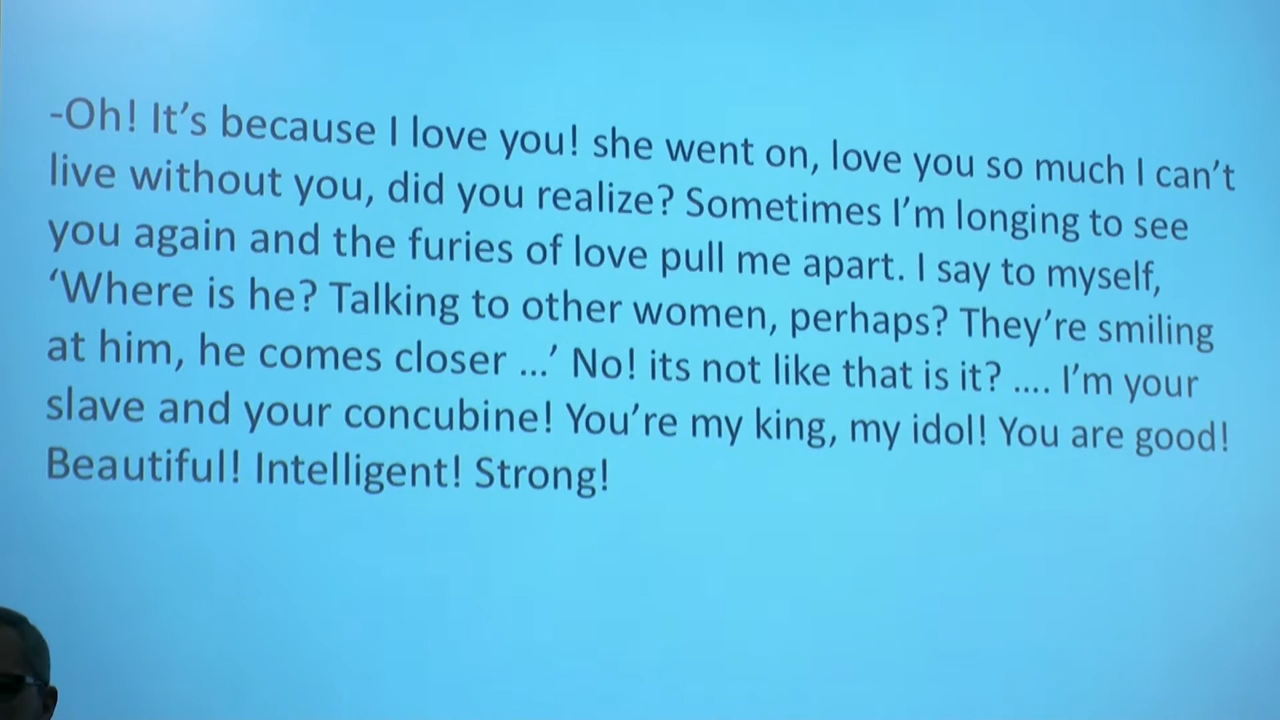 -Oh! It’s because I love you! she went on, love you so much I can’t
live without you, did you realize? Sometimes I’m longing to see
you again and the furies of love pull me apart. I say to myself,
‘Where is he? Talking to other women, perhaps? They’re smiling
at him, he comes closer …’ No! its not like that is it? .... I’m your
slave and your concubine! You’re my king, my idol! You are good!
Beautiful! Intelligent! Strong!